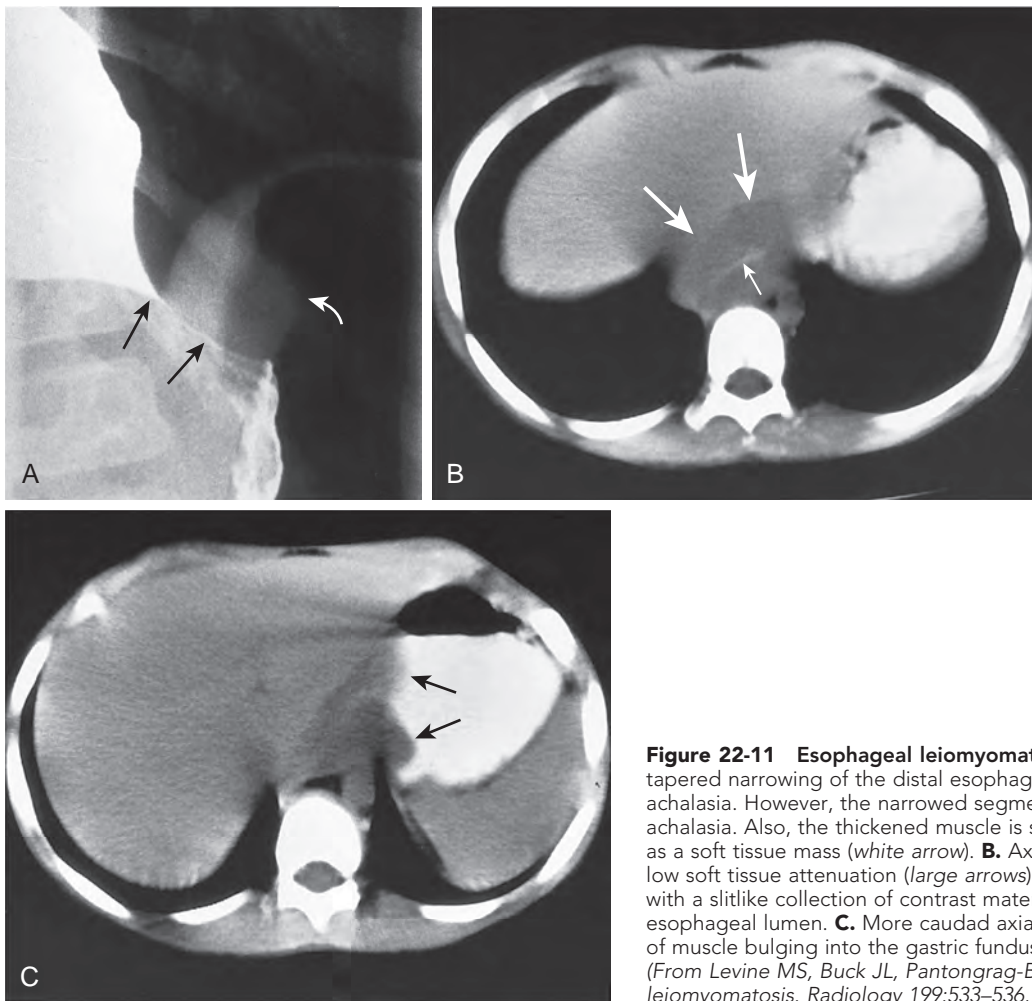 A
B
C
Figure 22-11 Esophageal leiomyomat
tapered narrowing of the distal esophag
achalasia. However, the narrowed segme
achalasia. Also, the thickened muscle is s
as a soft tissue mass (white arrow). B. Ax
low soft tissue attenuation (large arrows)
with a slitlike collection of contrast mate
esophageal lumen. C. More caudad axia
of muscle bulging into the gastric fundus
(From Levine MS, Buck JL, Pantongrag-B
leiomyomatosis. Radiology 199:533–536,